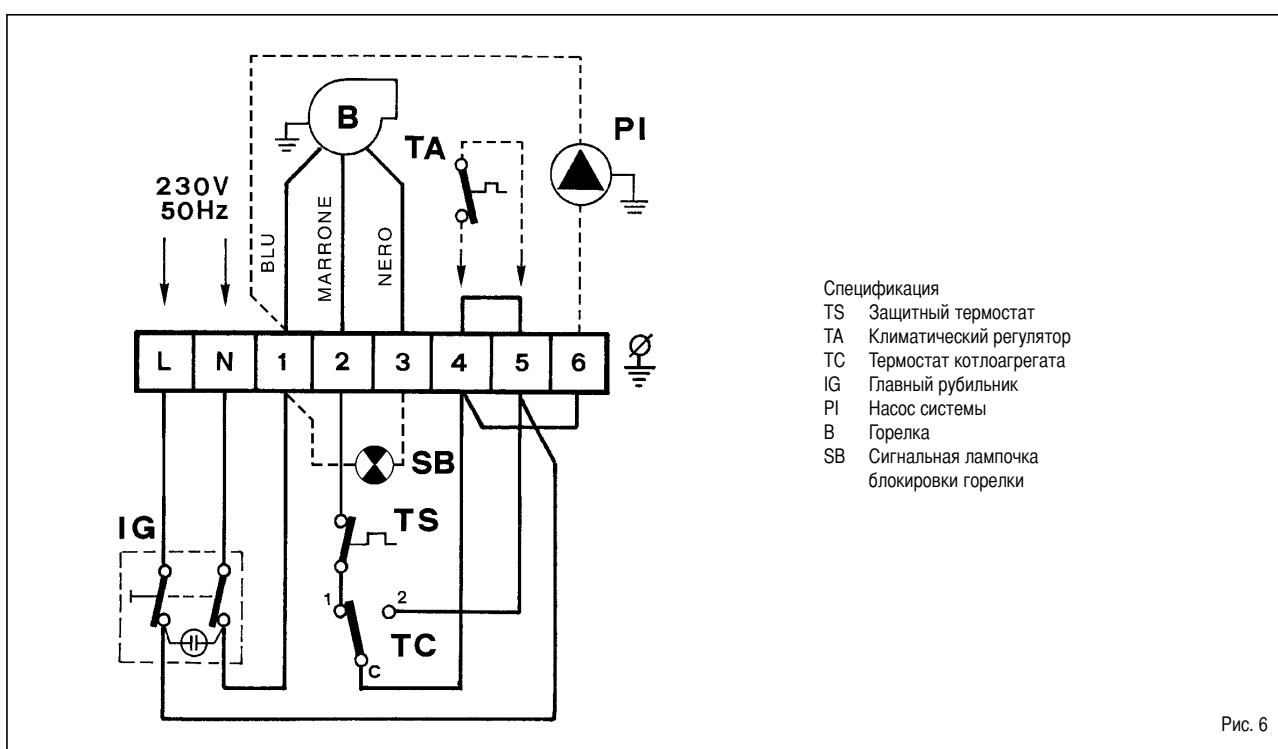 B
PI
TA
230V
50Hz
BLU
MARRONE
NERO
L N 1 2 3 4 5 6
SB
TS
IG
1 2
TC
C
Спецификация
TS Защитный термостат
TA Климатический регулятор
TC Термостат котлоагрегата
IG Главный рубильник
PI Насос системы
B Горелка
SB Сигнальная лампочка
блокировки горелки
Рис. 6